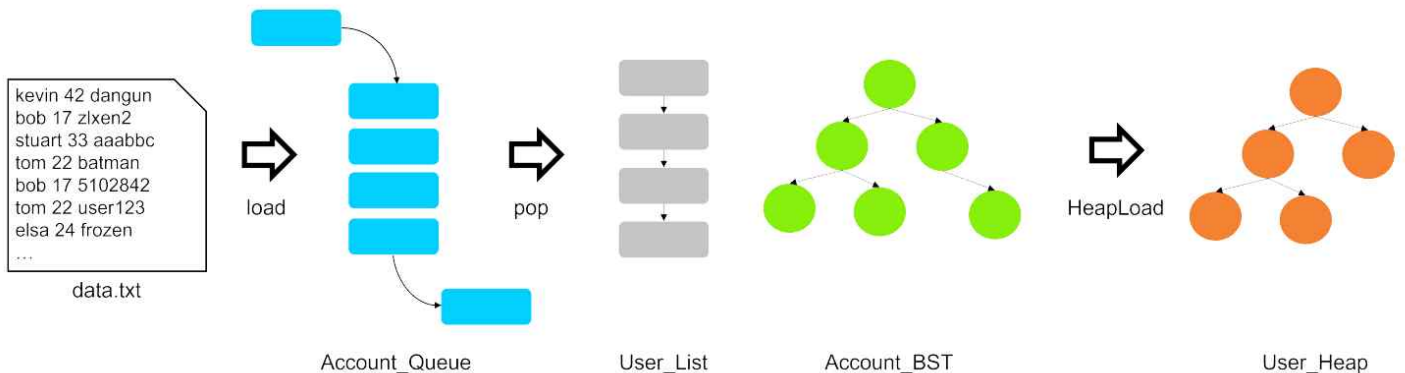 kevin 42 dangun
bob 17 zlxen2
stuart 33 aaabbc
tom 22 batman
bob 17 5102842
tom 22 user123
elsa 24 frozen
…
data.txt
load
Account_Queue
pop
User_List
Account_BST
HeapLoad
User_Heap